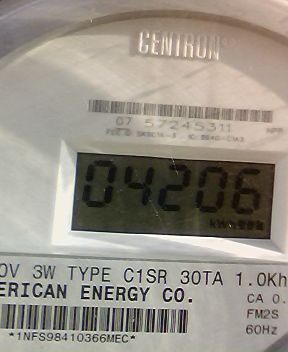 CENTRON
07 57245311
04206
0V 3W TYPE C1SR 30TA 1.0Kh
ERICAN ENERGY CO.
CA 0.
FM2S
60Hz
*1NFS98410366MEC*